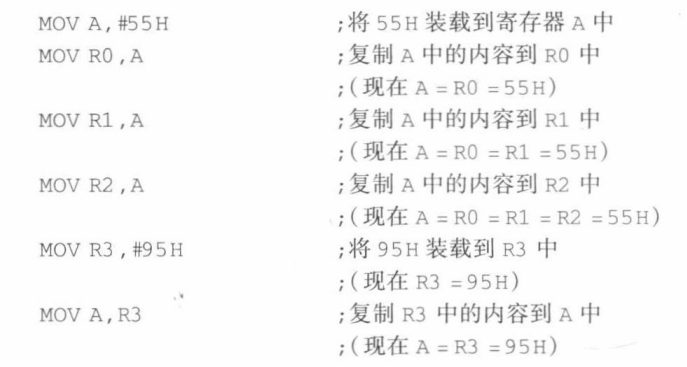 MOV A,#55H ;将 55H 装载到寄存器 A 中
MOV R0,A ;复制 A 中的内容到 R0 中
;(现在 A=R0=55H)
MOV R1,A ;复制 A 中的内容到 R1 中
;(现在 A=R0=R1=55H)
MOV R2,A ;复制 A 中的内容到 R2 中
;(现在 A=R0=R1=R2=55H)
MOV R3,#95H ;将 95H 装载到 R3 中
;(现在 R3=95H)
MOV A,R3 ;复制 R3 中的内容到 A 中
;(现在 A=R3=95H)